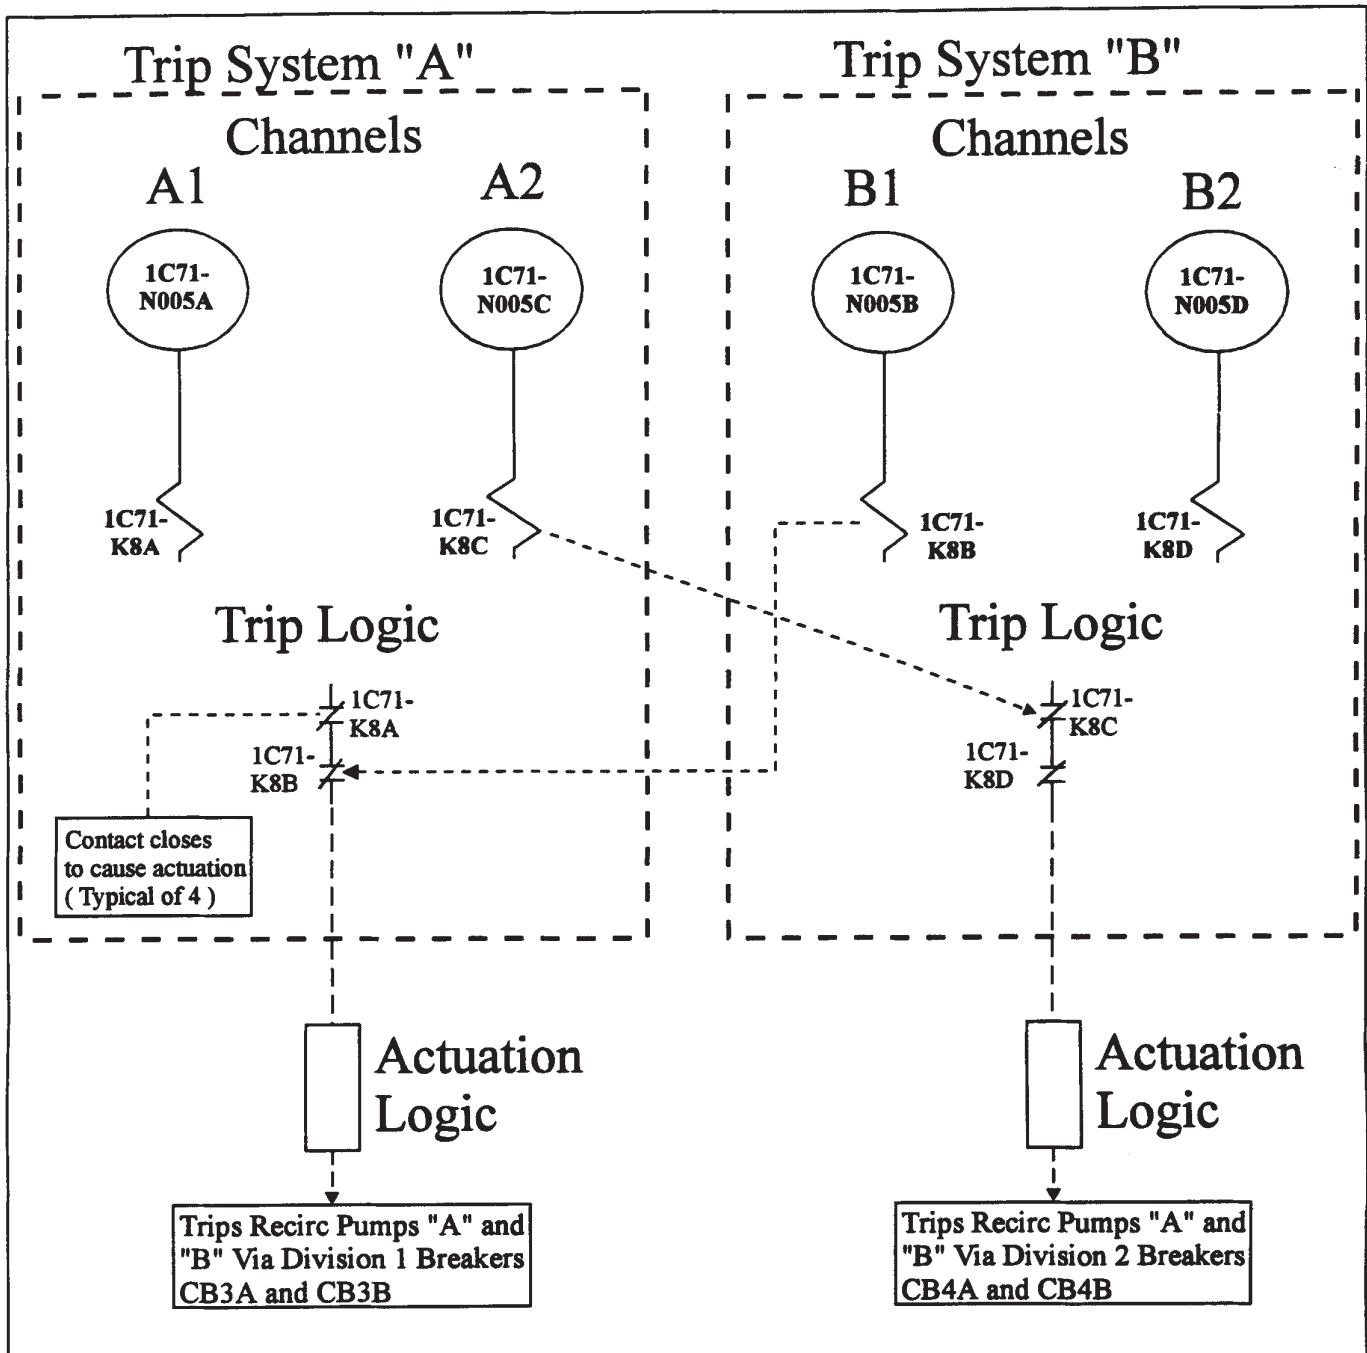 Trip System "A"
Trip System "B"
Channels
A1
A2
1C71-
N005A
1C71-
N005C
1C71-
K8A
1C71-
K8C
Trip Logic
1C71-
K8A
1C71-
K8B
Contact closes
to cause actuation
( Typical of 4 )
Channels
B1
B2
1C71-
N005B
1C71-
N005D
1C71-
K8B
1C71-
K8D
Trip Logic
1C71-
K8C
1C71-
K8D
Actuation
Logic
Trips Recirc Pumps "A" and
"B" Via Division 1 Breakers
CB3A and CB3B
Actuation
Logic
Trips Recirc Pumps "A" and
"B" Via Division 2 Breakers
CB4A and CB4B